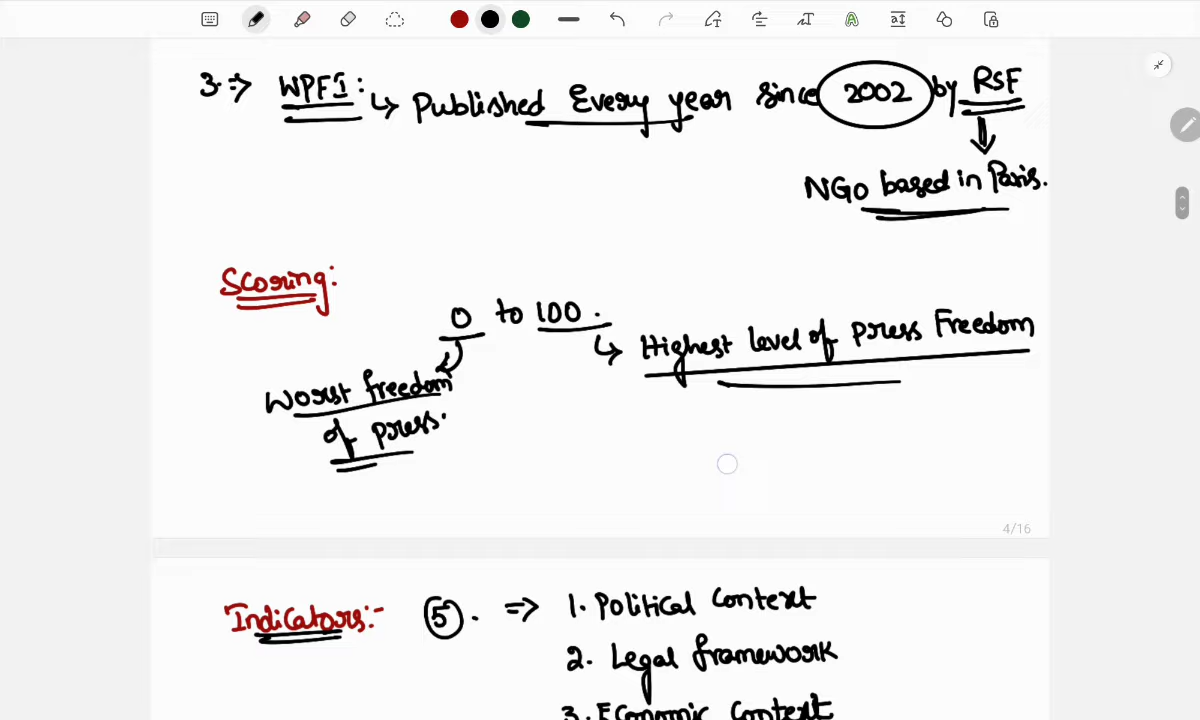 3. => WPFI: ↳ Published Every year since 2002 by RSF
NGO based in Paris.
Scoring:
0 to 100.
↳ Highest level of press Freedom
Worst freedom
of press.
4/16
Indicators:- 5. => 1. Political Context
2. Legal framework
3. Economic Context